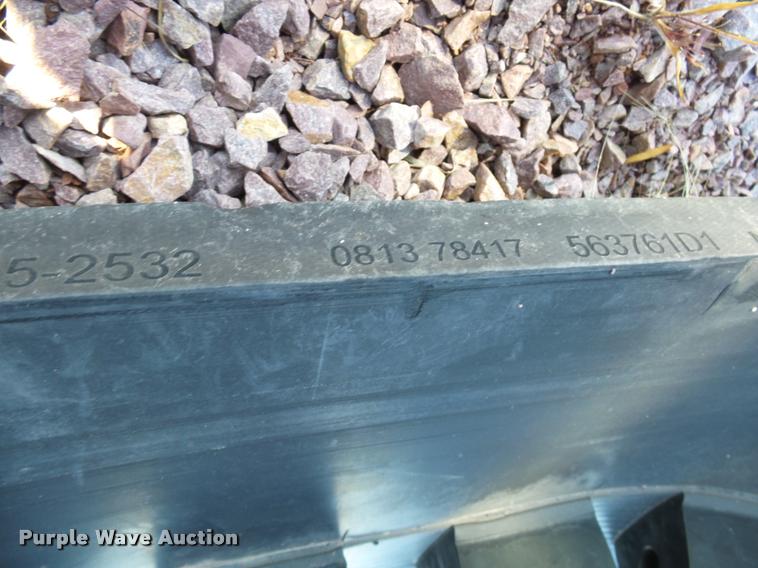 5-2532 0813 78417 563761D1
Purple Wave Auction